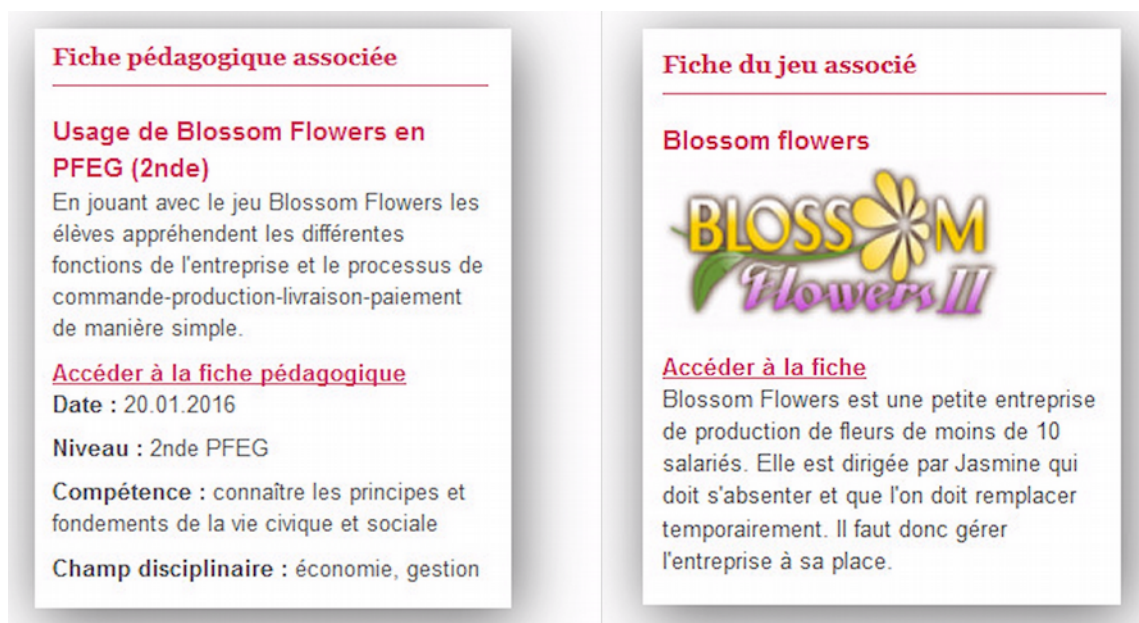 Fiche pédagogique associée
Usage de Blossom Flowers en
PFEG (2nde)
En jouant avec le jeu Blossom Flowers les
élèves appréhendent les différentes
fonctions de l'entreprise et le processus de
commande-production-livraison-paiement
de manière simple.
Accéder à la fiche pédagogique
Date : 20.01.2016
Niveau : 2nde PFEG
Compétence : connaître les principes et
fondements de la vie civique et sociale
Champ disciplinaire : économie, gestion
Fiche du jeu associé
Blossom flowers
BLOSSOM
Flowers II
Accéder à la fiche
Blossom Flowers est une petite entreprise
de production de fleurs de moins de 10
salariés. Elle est dirigée par Jasmine qui
doit s'absenter et que l'on doit remplacer
temporairement. Il faut donc gérer
l'entreprise à sa place.